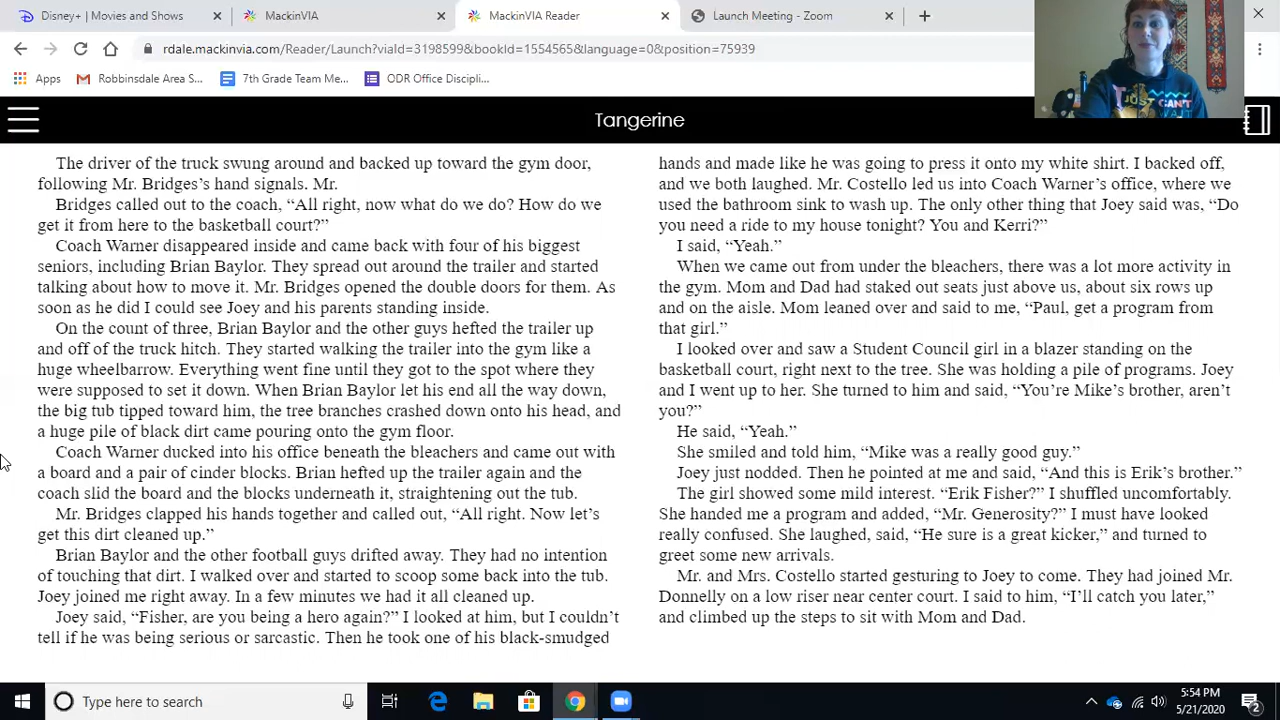 Disney+ | Movies and Shows
MackinVIA
MackinVIA Reader
Launch Meeting - Zoom
rdale.mackinvia.com/Reader/Launch?viaId=3198599&bookId=1554565&language=0&position=75939
Apps
Robbinsdale Area S...
7th Grade Team Me...
ODR Office Discipli...
JUST CAN'T
WAIT
Tangerine
The driver of the truck swung around and backed up toward the gym door,
following Mr. Bridges's hand signals. Mr.
Bridges called out to the coach, “All right, now what do we do? How do we
get it from here to the basketball court?”
Coach Warner disappeared inside and came back with four of his biggest
seniors, including Brian Baylor. They spread out around the trailer and started
talking about how to move it. Mr. Bridges opened the double doors for them. As
soon as he did I could see Joey and his parents standing inside.
On the count of three, Brian Baylor and the other guys hefted the trailer up
and off of the truck hitch. They started walking the trailer into the gym like a
huge wheelbarrow. Everything went fine until they got to the spot where they
were supposed to set it down. When Brian Baylor let his end all the way down,
the big tub tipped toward him, the tree branches crashed down onto his head, and
a huge pile of black dirt came pouring onto the gym floor.
Coach Warner ducked into his office beneath the bleachers and came out with
a board and a pair of cinder blocks. Brian hefted up the trailer again and the
coach slid the board and the blocks underneath it, straightening out the tub.
Mr. Bridges clapped his hands together and called out, “All right. Now let's
get this dirt cleaned up.”
Brian Baylor and the other football guys drifted away. They had no intention
of touching that dirt. I walked over and started to scoop some back into the tub.
Joey joined me right away. In a few minutes we had it all cleaned up.
Joey said, “Fisher, are you being a hero again?” I looked at him, but I couldn't
tell if he was being serious or sarcastic. Then he took one of his black-smudged
hands and made like he was going to press it onto my white shirt. I backed off,
and we both laughed. Mr. Costello led us into Coach Warner's office, where we
used the bathroom sink to wash up. The only other thing that Joey said was, “Do
you need a ride to my house tonight? You and Kerri?”
I said, “Yeah.”
When we came out from under the bleachers, there was a lot more activity in
the gym. Mom and Dad had staked out seats just above us, about six rows up
and on the aisle. Mom leaned over and said to me, “Paul, get a program from
that girl.”
I looked over and saw a Student Council girl in a blazer standing on the
basketball court, right next to the tree. She was holding a pile of programs. Joey
and I went up to her. She turned to him and said, “You're Mike's brother, aren't
you?”
He said, “Yeah.”
She smiled and told him, “Mike was a really good guy.”
Joey just nodded. Then he pointed at me and said, “And this is Erik's brother.”
The girl showed some mild interest. “Erik Fisher?” I shuffled uncomfortably.
She handed me a program and added, “Mr. Generosity?” I must have looked
really confused. She laughed, said, “He sure is a great kicker,” and turned to
greet some new arrivals.
Mr. and Mrs. Costello started gesturing to Joey to come. They had joined Mr.
Donnelly on a low riser near center court. I said to him, “I'll catch you later,”
and climbed up the steps to sit with Mom and Dad.
Type here to search
5:54 PM
5/21/2020
2